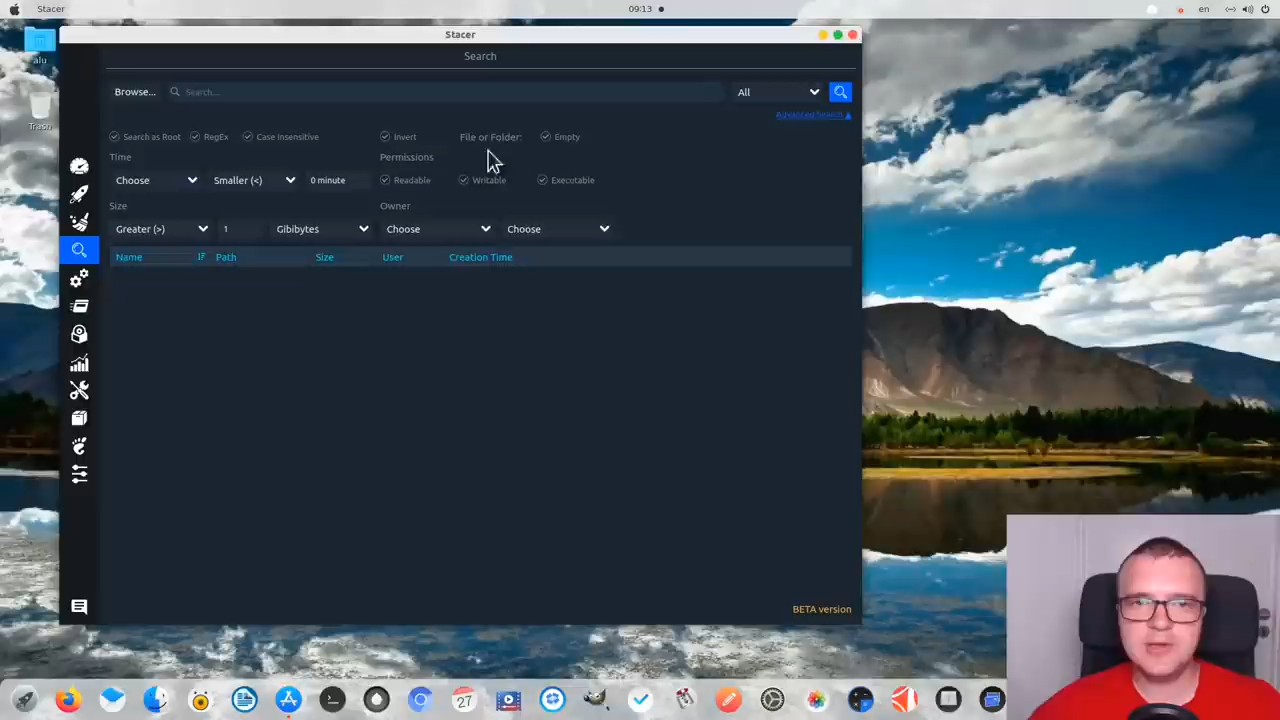 Stacer
09:13
en
alu
Trash
Stacer
Search
Browse...
Search...
All
Advanced Search ▲
Search as Root
RegEx
Case Insensitive
Invert
File or Folder:
Empty
Time
Permissions
Choose
Smaller (<)
0 minute
Readable
Writable
Executable
Size
Owner
Greater (>)
1
Gibibytes
Choose
Choose
Name
Path
Size
User
Creation Time
BETA version
27